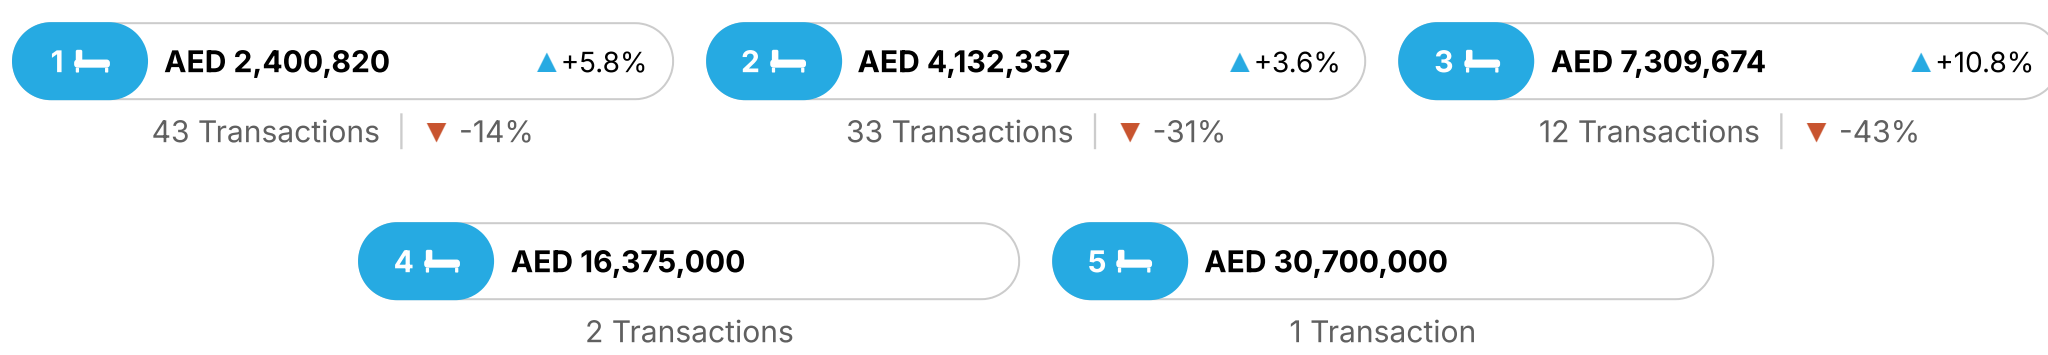 1 AED 2,400,820 ▲+5.8%
43 Transactions | ▼ -14%
2 AED 4,132,337 ▲+3.6%
33 Transactions | ▼ -31%
3 AED 7,309,674 ▲+10.8%
12 Transactions | ▼ -43%
4 AED 16,375,000
2 Transactions
5 AED 30,700,000
1 Transaction